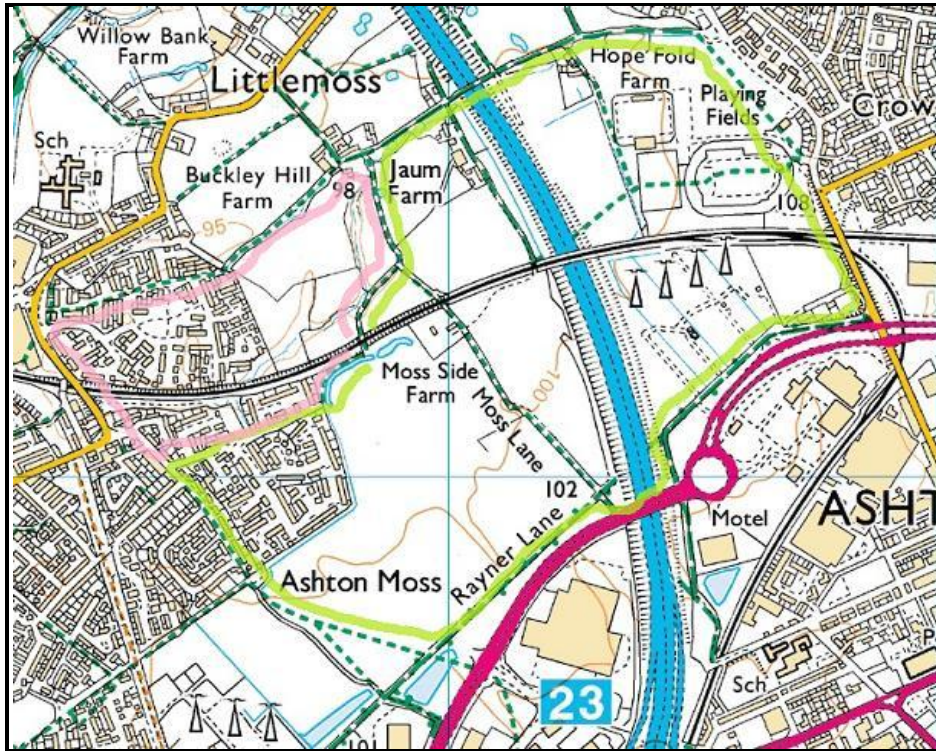 Willow Bank
Farm
Littlemoss
Hope Fold
Farm
Playing
Fields
Crow
Sch
Buckley Hill
Farm
98
Jaum
Farm
95
108
Moss Side
Farm
100
Moss Lane
102
Rayner Lane
Motel
ASHT
Ashton Moss
23
Sch
P
101